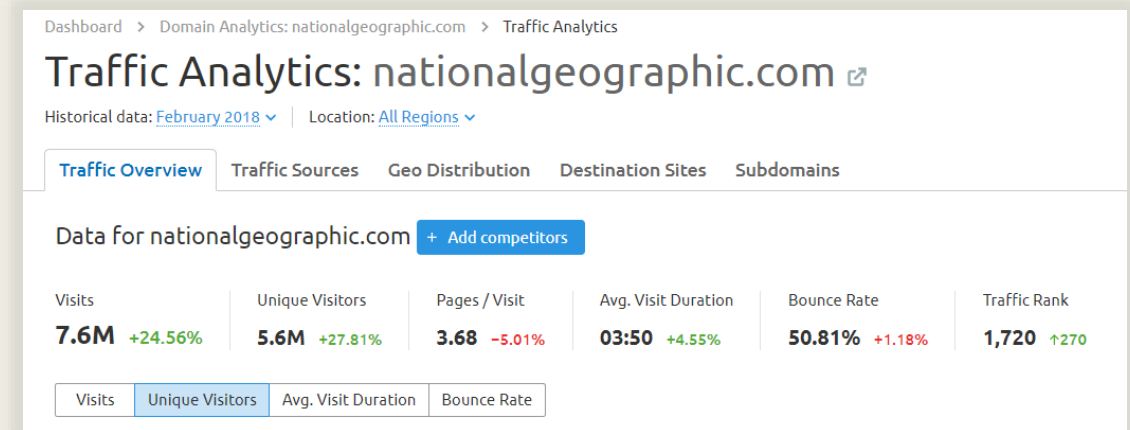 Dashboard > Domain Analytics: nationalgeographic.com > Traffic Analytics
Traffic Analytics: nationalgeographic.com
Historical data: February 2018 Location: All Regions
Traffic Overview Traffic Sources Geo Distribution Destination Sites Subdomains
Data for nationalgeographic.com + Add competitors
Visits Unique Visitors Pages / Visit Avg. Visit Duration Bounce Rate Traffic Rank
7.6M +24.56% 5.6M +27.81% 3.68 −5.01% 03:50 +4.55% 50.81% +1.18% 1,720 ↑270
Visits Unique Visitors Avg. Visit Duration Bounce Rate